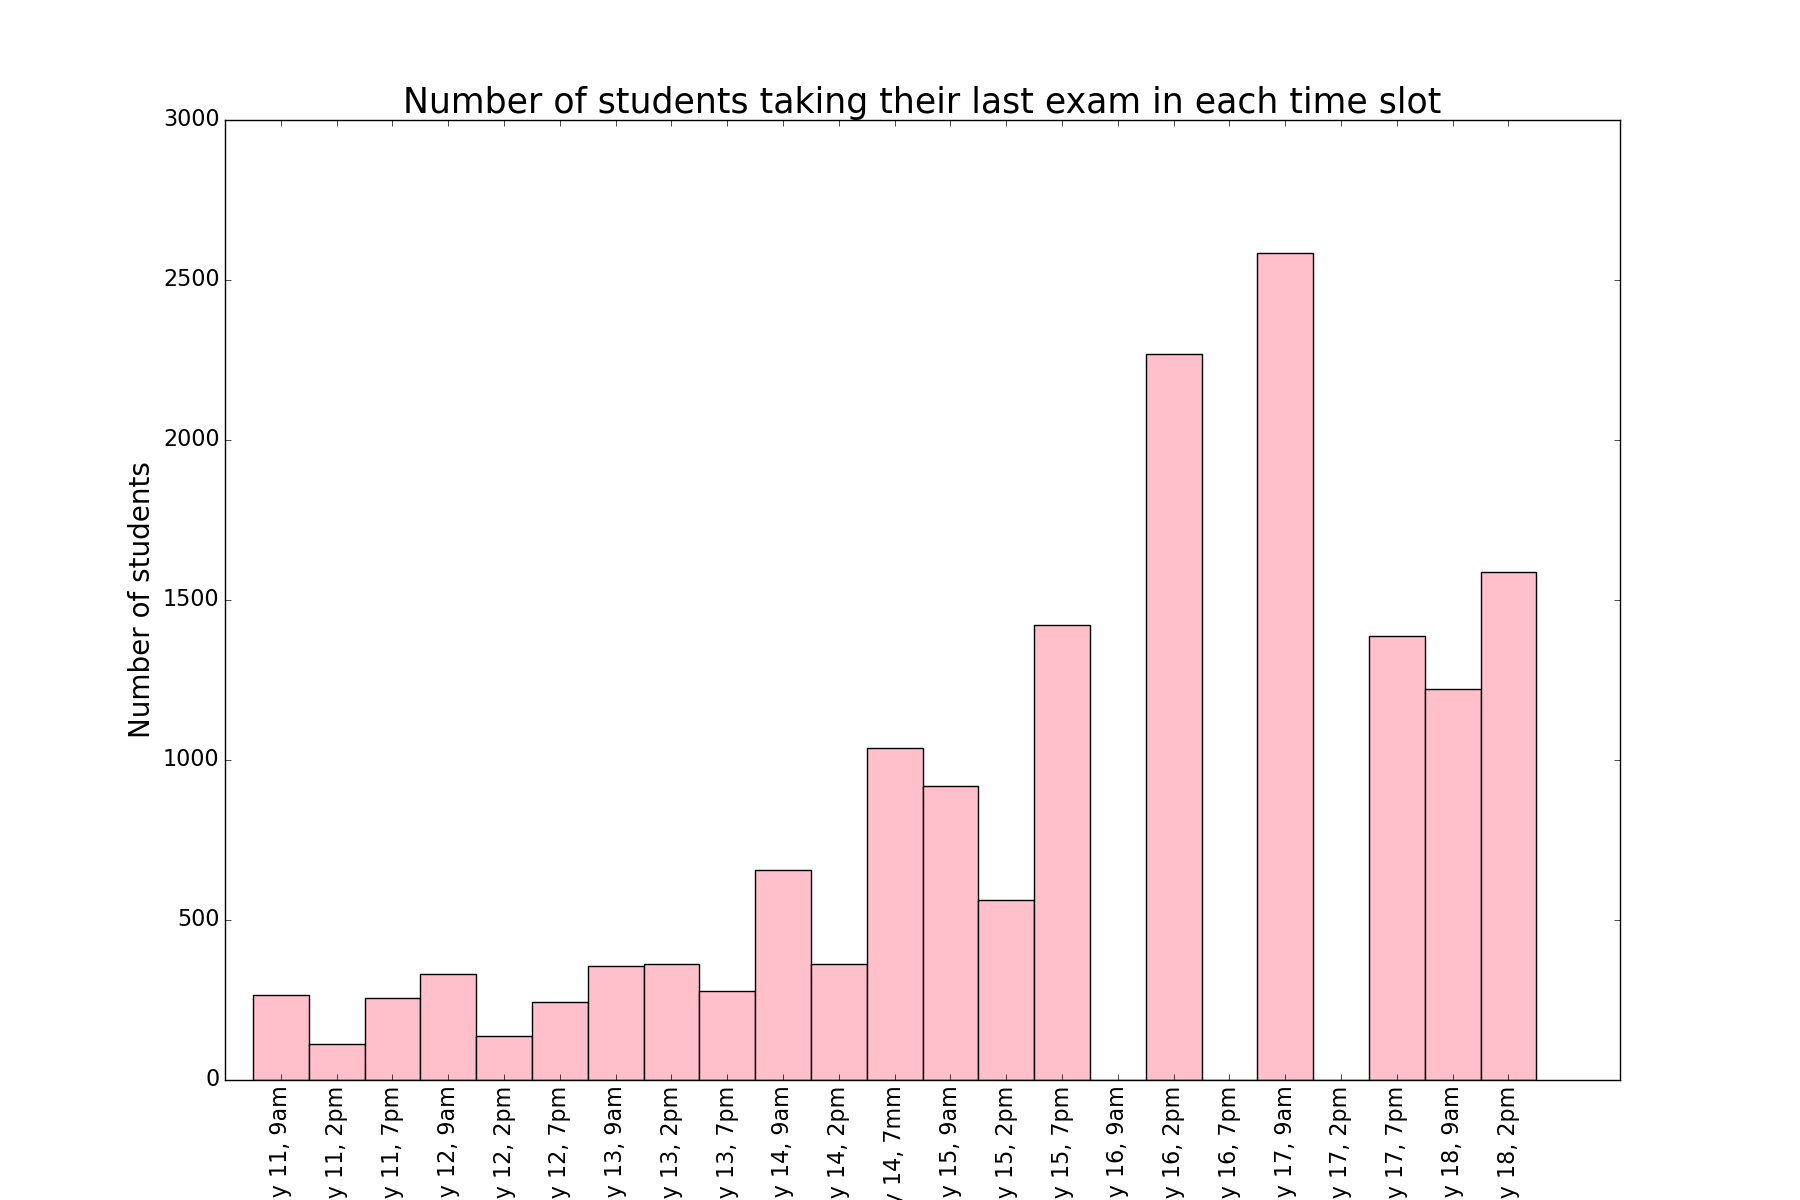 Number of students taking their last exam in each time slot
Number of students
3000
2500
2000
1500
1000
500
0
y 11, 9am
y 11, 2pm
y 11, 7pm
y 12, 9am
y 12, 2pm
y 12, 7pm
y 13, 9am
y 13, 2pm
y 13, 7pm
y 14, 9am
y 14, 2pm
y 14, 7mm
y 15, 9am
y 15, 2pm
y 15, 7pm
y 16, 9am
y 16, 2pm
y 16, 7pm
y 17, 9am
y 17, 2pm
y 17, 7pm
y 18, 9am
y 18, 2pm